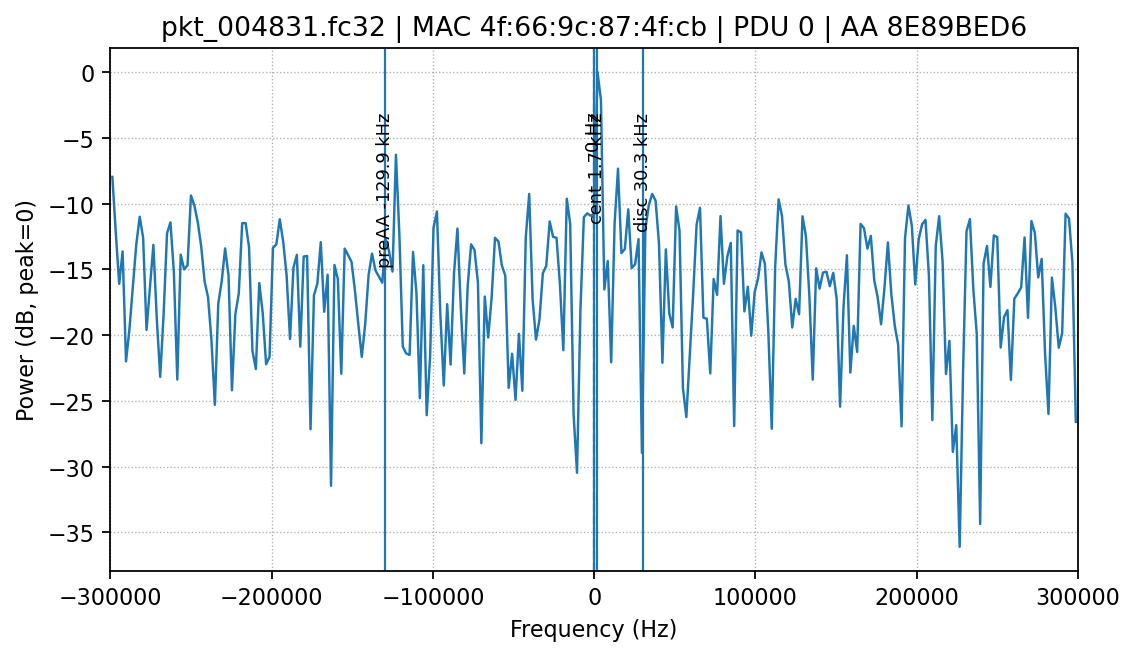 pkt_004831.fc32 | MAC 4f:66:9c:87:4f:cb | PDU 0 | AA 8E89BED6
Power (dB, peak=0)
0
−5
−10
−15
−20
−25
−30
−35
preAA -129.9 kHz
cent 1.70 kHz
disc 30.3 kHz
−300000
−200000
−100000
0
100000
200000
300000
Frequency (Hz)